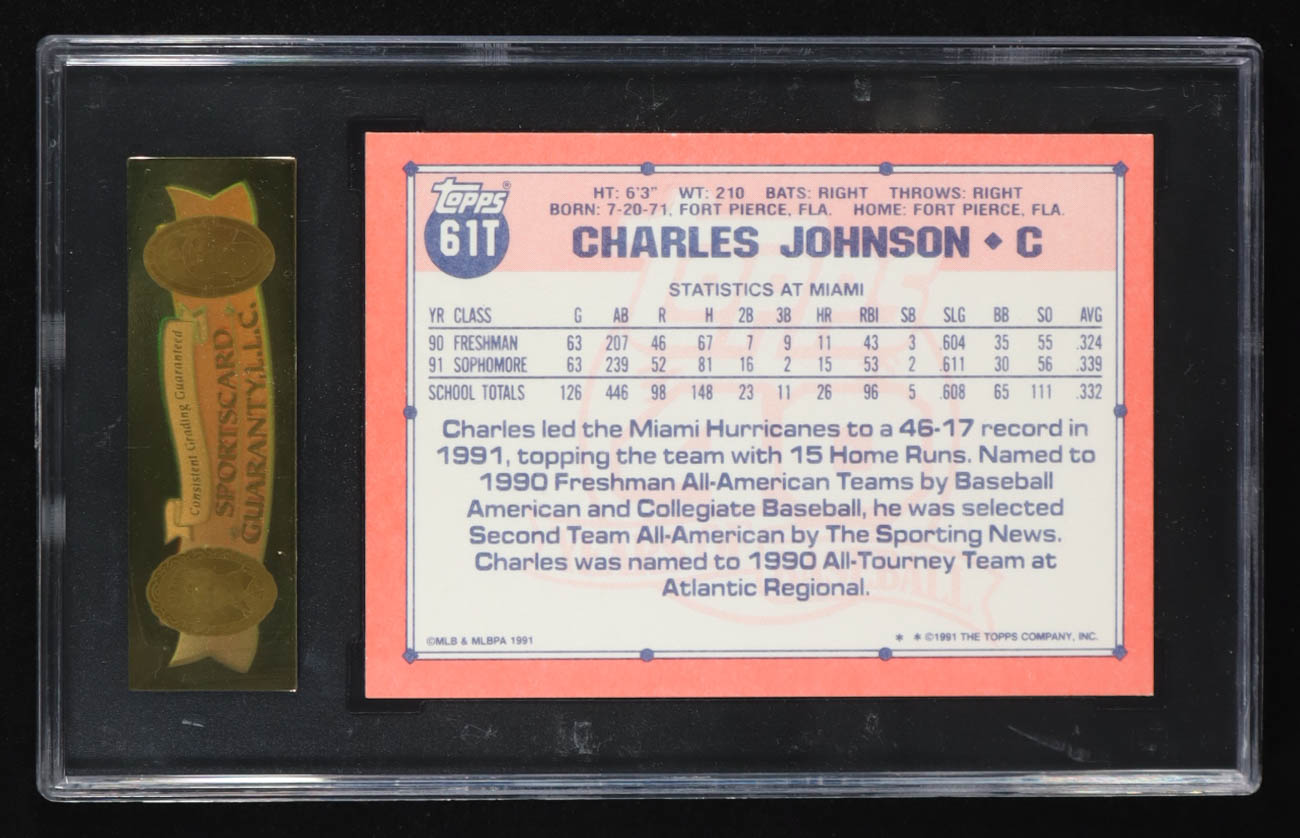 Consistent Grading Guaranteed
SPORTSCARD
GUARANTY, L.L.C.
Topps®
61T
HT: 6'3" WT: 210 BATS: RIGHT THROWS: RIGHT
BORN: 7-20-71, FORT PIERCE, FLA. HOME: FORT PIERCE, FLA.
CHARLES JOHNSON ◆ C
STATISTICS AT MIAMI
YR CLASS G AB R H 2B 3B HR RBI SB SLG BB SO AVG
90 FRESHMAN 63 207 46 67 7 9 11 43 3 .604 35 55 .324
91 SOPHOMORE 63 239 52 81 16 2 15 53 2 .611 30 56 .339
SCHOOL TOTALS 126 446 98 148 23 11 26 96 5 .608 65 111 .332
Charles led the Miami Hurricanes to a 46-17 record in
1991, topping the team with 15 Home Runs. Named to
1990 Freshman All-American Teams by Baseball
American and Collegiate Baseball, he was selected
Second Team All-American by The Sporting News.
Charles was named to 1990 All-Tourney Team at
Atlantic Regional.
©MLB & MLBPA 1991
* * ©1991 THE TOPPS COMPANY, INC.